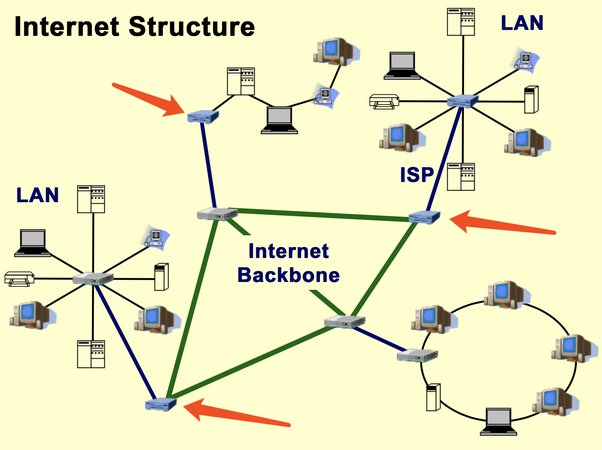 Internet Structure
LAN
ISP
LAN
Internet
Backbone